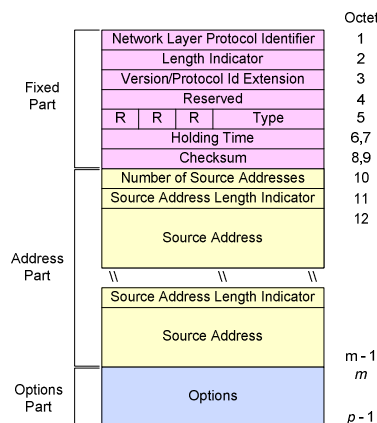 Octet
Network Layer Protocol Identifier 1
Length Indicator 2
Version/Protocol Id Extension 3
Fixed Part
Reserved 4
R R R Type 5
Holding Time 6,7
Checksum 8,9
Number of Source Addresses 10
Source Address Length Indicator 11
12
Source Address
Address Part
\\ \\ \\
Source Address Length Indicator
Source Address
m - 1
m
Options Part
Options
p - 1